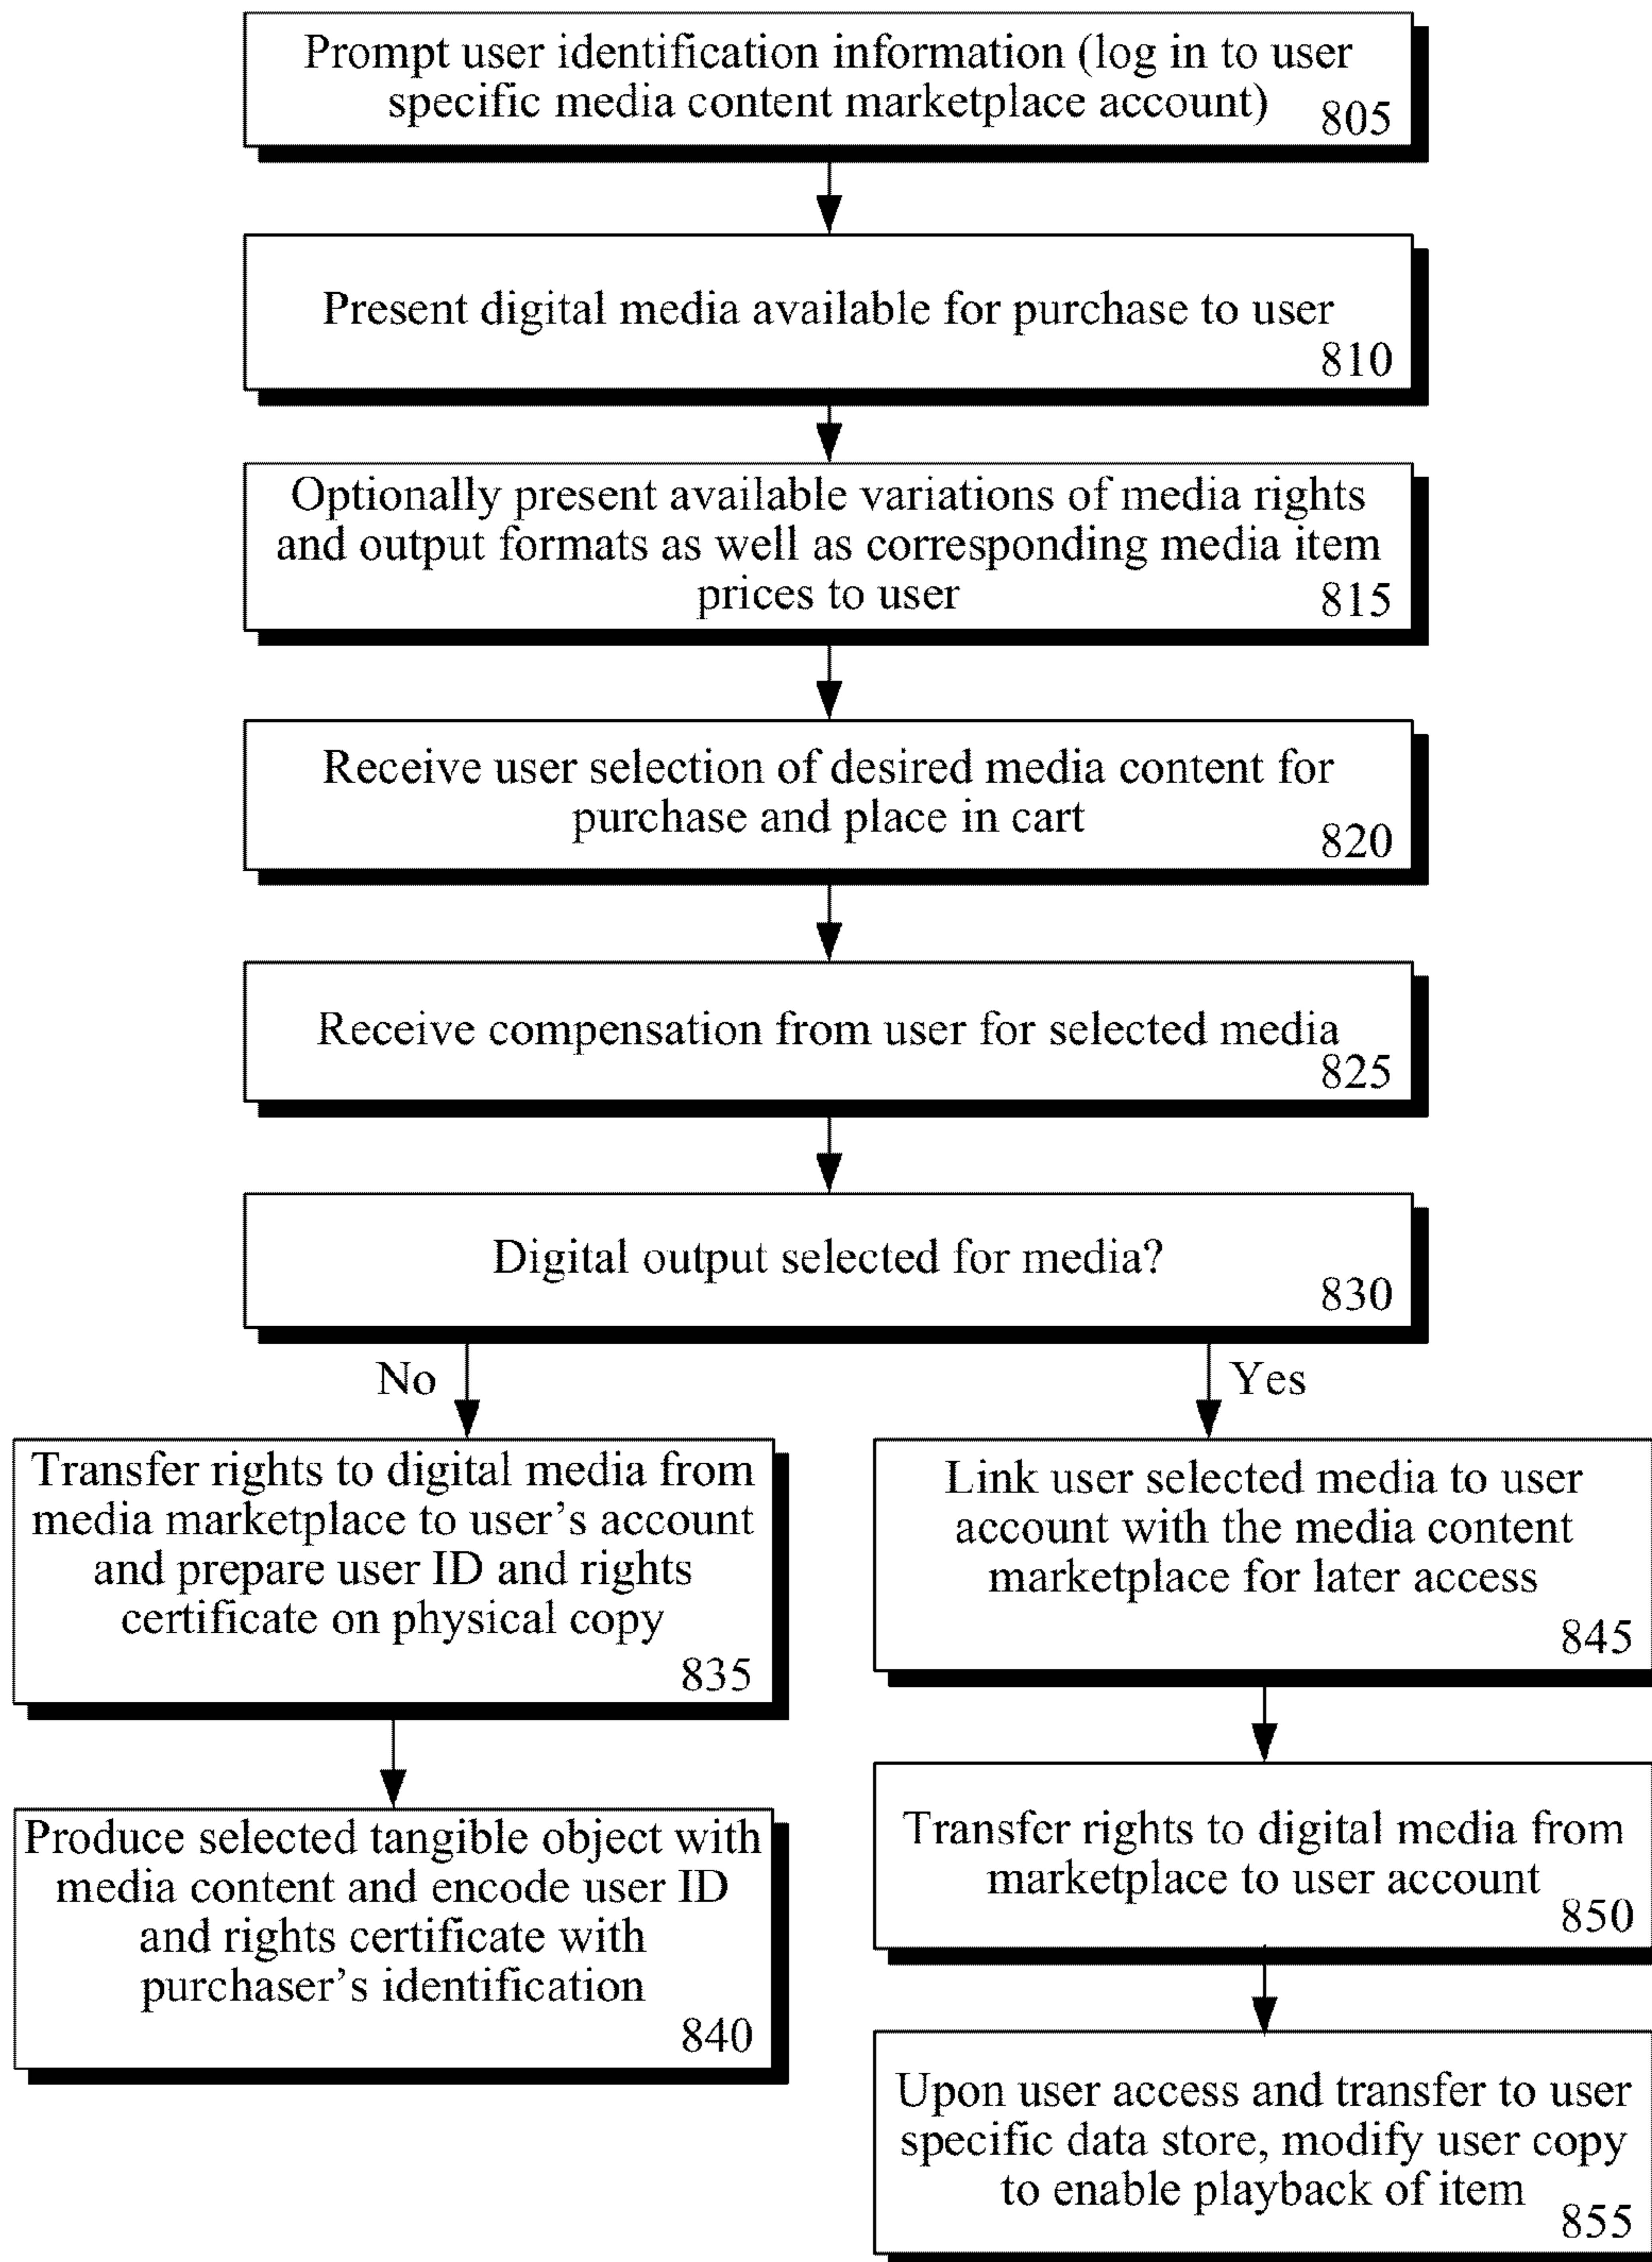 Prompt user identification information (log in to user
specific media content marketplace account)
805
Present digital media available for purchase to user
810
Optionally present available variations of media rights
and output formats as well as corresponding media item
prices to user
815
Receive user selection of desired media content for
purchase and place in cart
820
Receive compensation from user for selected media
825
Digital output selected for media?
830
No
Yes
Transfer rights to digital media from
media marketplace to user's account
and prepare user ID and rights
certificate on physical copy
835
Produce selected tangible object with
media content and encode user ID
and rights certificate with
purchaser's identification
840
Link user selected media to user
account with the media content
marketplace for later access
845
Transfer rights to digital media from
marketplace to user account
850
Upon user access and transfer to user
specific data store, modify user copy
to enable playback of item
855